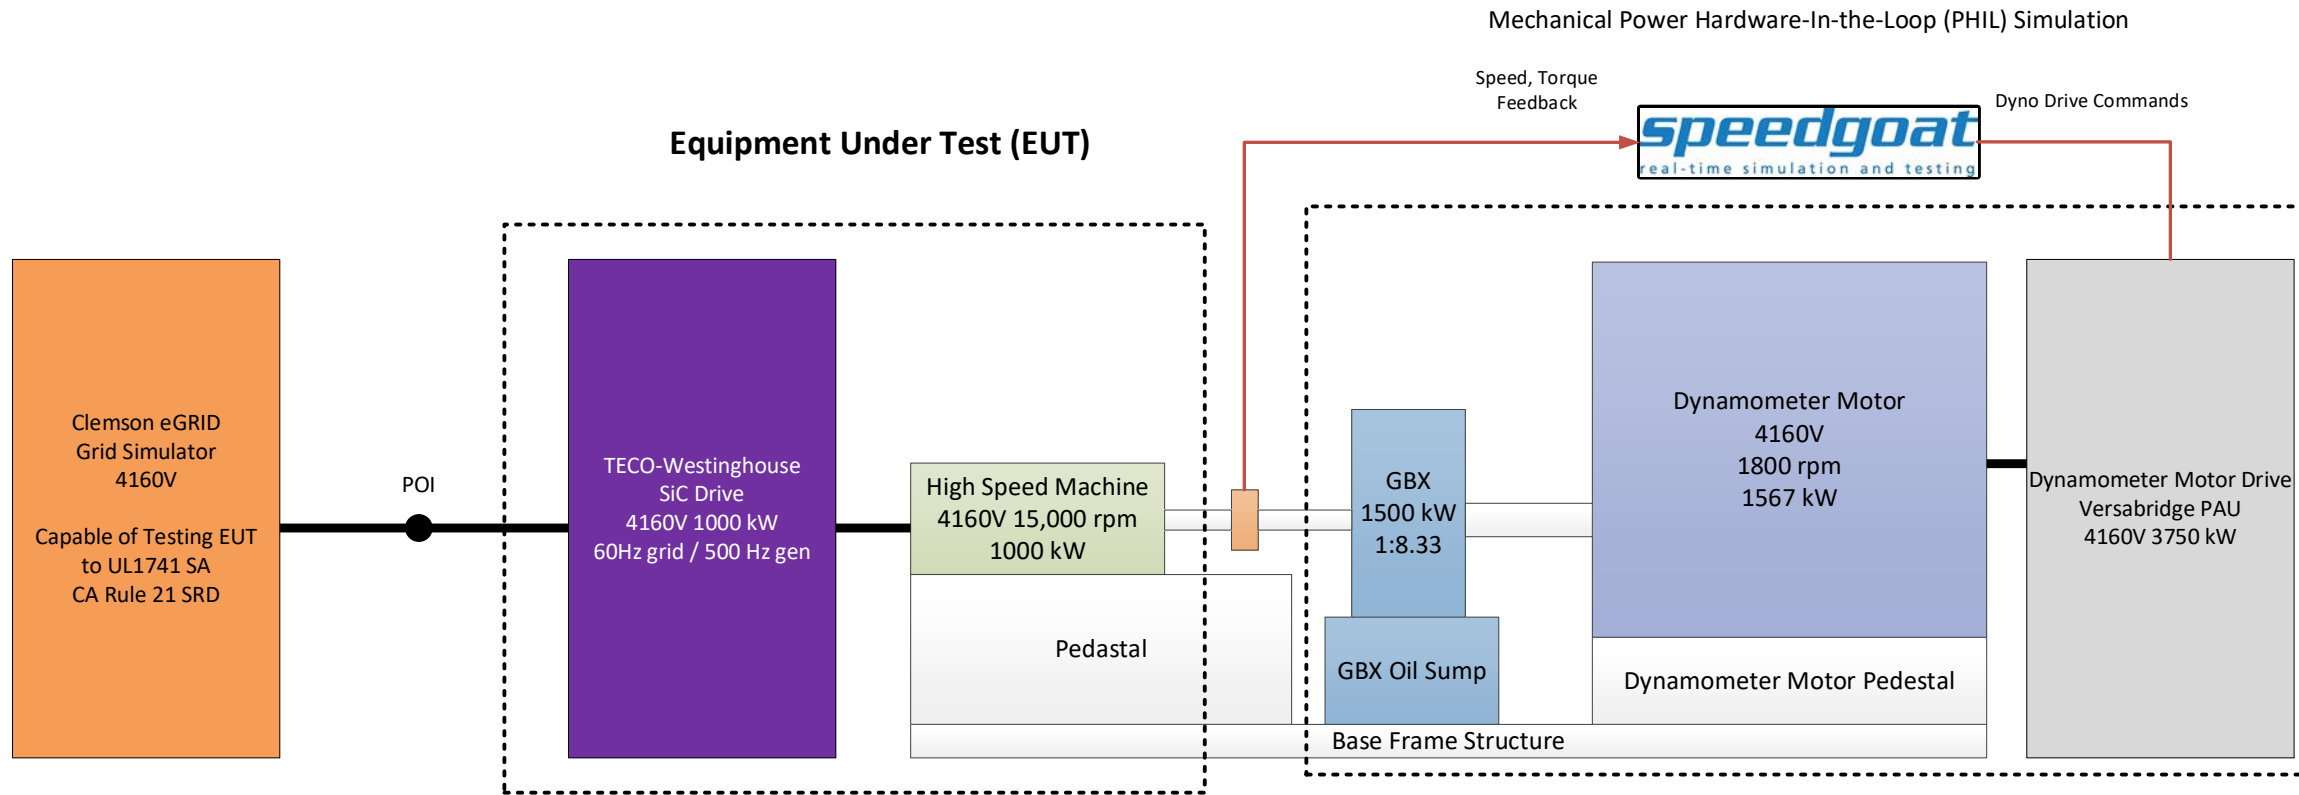 Mechanical Power Hardware-In-the-Loop (PHIL) Simulation
Speed, Torque
Feedback
speedgoat
real-time simulation and testing
Dyno Drive Commands
Equipment Under Test (EUT)
Clemson eGRID
Grid Simulator
4160V
Capable of Testing EUT
to UL1741 SA
CA Rule 21 SRD
POI
TECO-Westinghouse
SiC Drive
4160V 1000 kW
60Hz grid / 500 Hz gen
High Speed Machine
4160V 15,000 rpm
1000 kW
Pedastal
GBX
1500 kW
1:8.33
GBX Oil Sump
Dynamometer Motor
4160V
1800 rpm
1567 kW
Dynamometer Motor Pedestal
Base Frame Structure
Dynamometer Motor Drive
Versabridge PAU
4160V 3750 kW